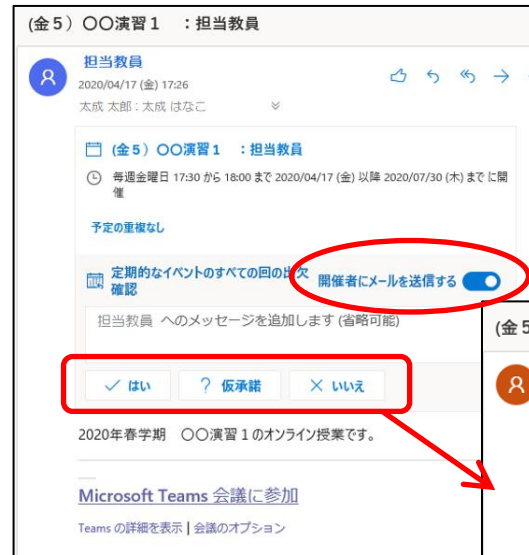 (金5）〇〇演習1　：担当教員
担当教員
2020/04/17 (金) 17:26
太成 太郎 : 太成 はなこ
(金5）〇〇演習1　：担当教員
毎週金曜日 17:30 から 18:00 まで 2020/04/17 (金) 以降 2020/07/30 (木) まで に開
催
予定の重複なし
定期的なイベントのすべての回の出欠
確認
開催者にメールを送信する
担当教員 へのメッセージを追加します (省略可能)
(金5
はい
仮承諾
いいえ
2020年春学期　〇〇演習1のオンライン授業です。
Microsoft Teams 会議に参加
Teams の詳細を表示 | 会議のオプション